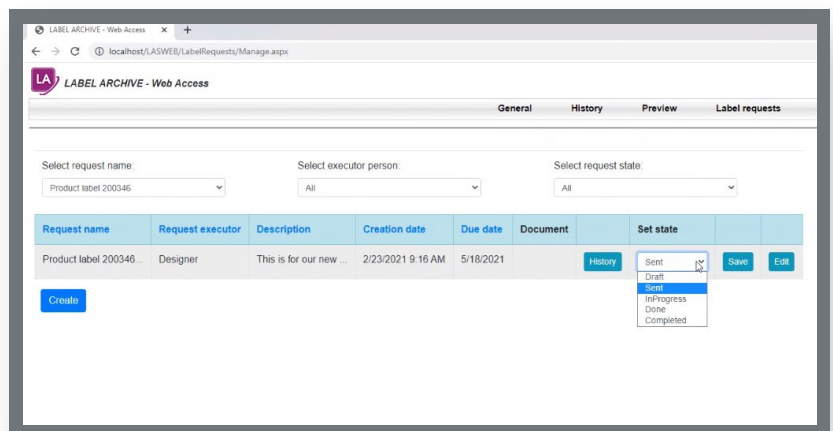 LABEL ARCHIVE - Web Access
localhost/LASWEB/LabelRequests/Manage.aspx
LA LABEL ARCHIVE - Web Access
General History Preview Label requests
Select request name: Select executor person: Select request state:
Product label 200346 All All
Request name Request executor Description Creation date Due date Document Set state
Product label 200346... Designer This is for our new ... 2/23/2021 9:16 AM 5/18/2021 History Sent Save Edit
Draft
Sent
InProgress
Done
Completed
Create